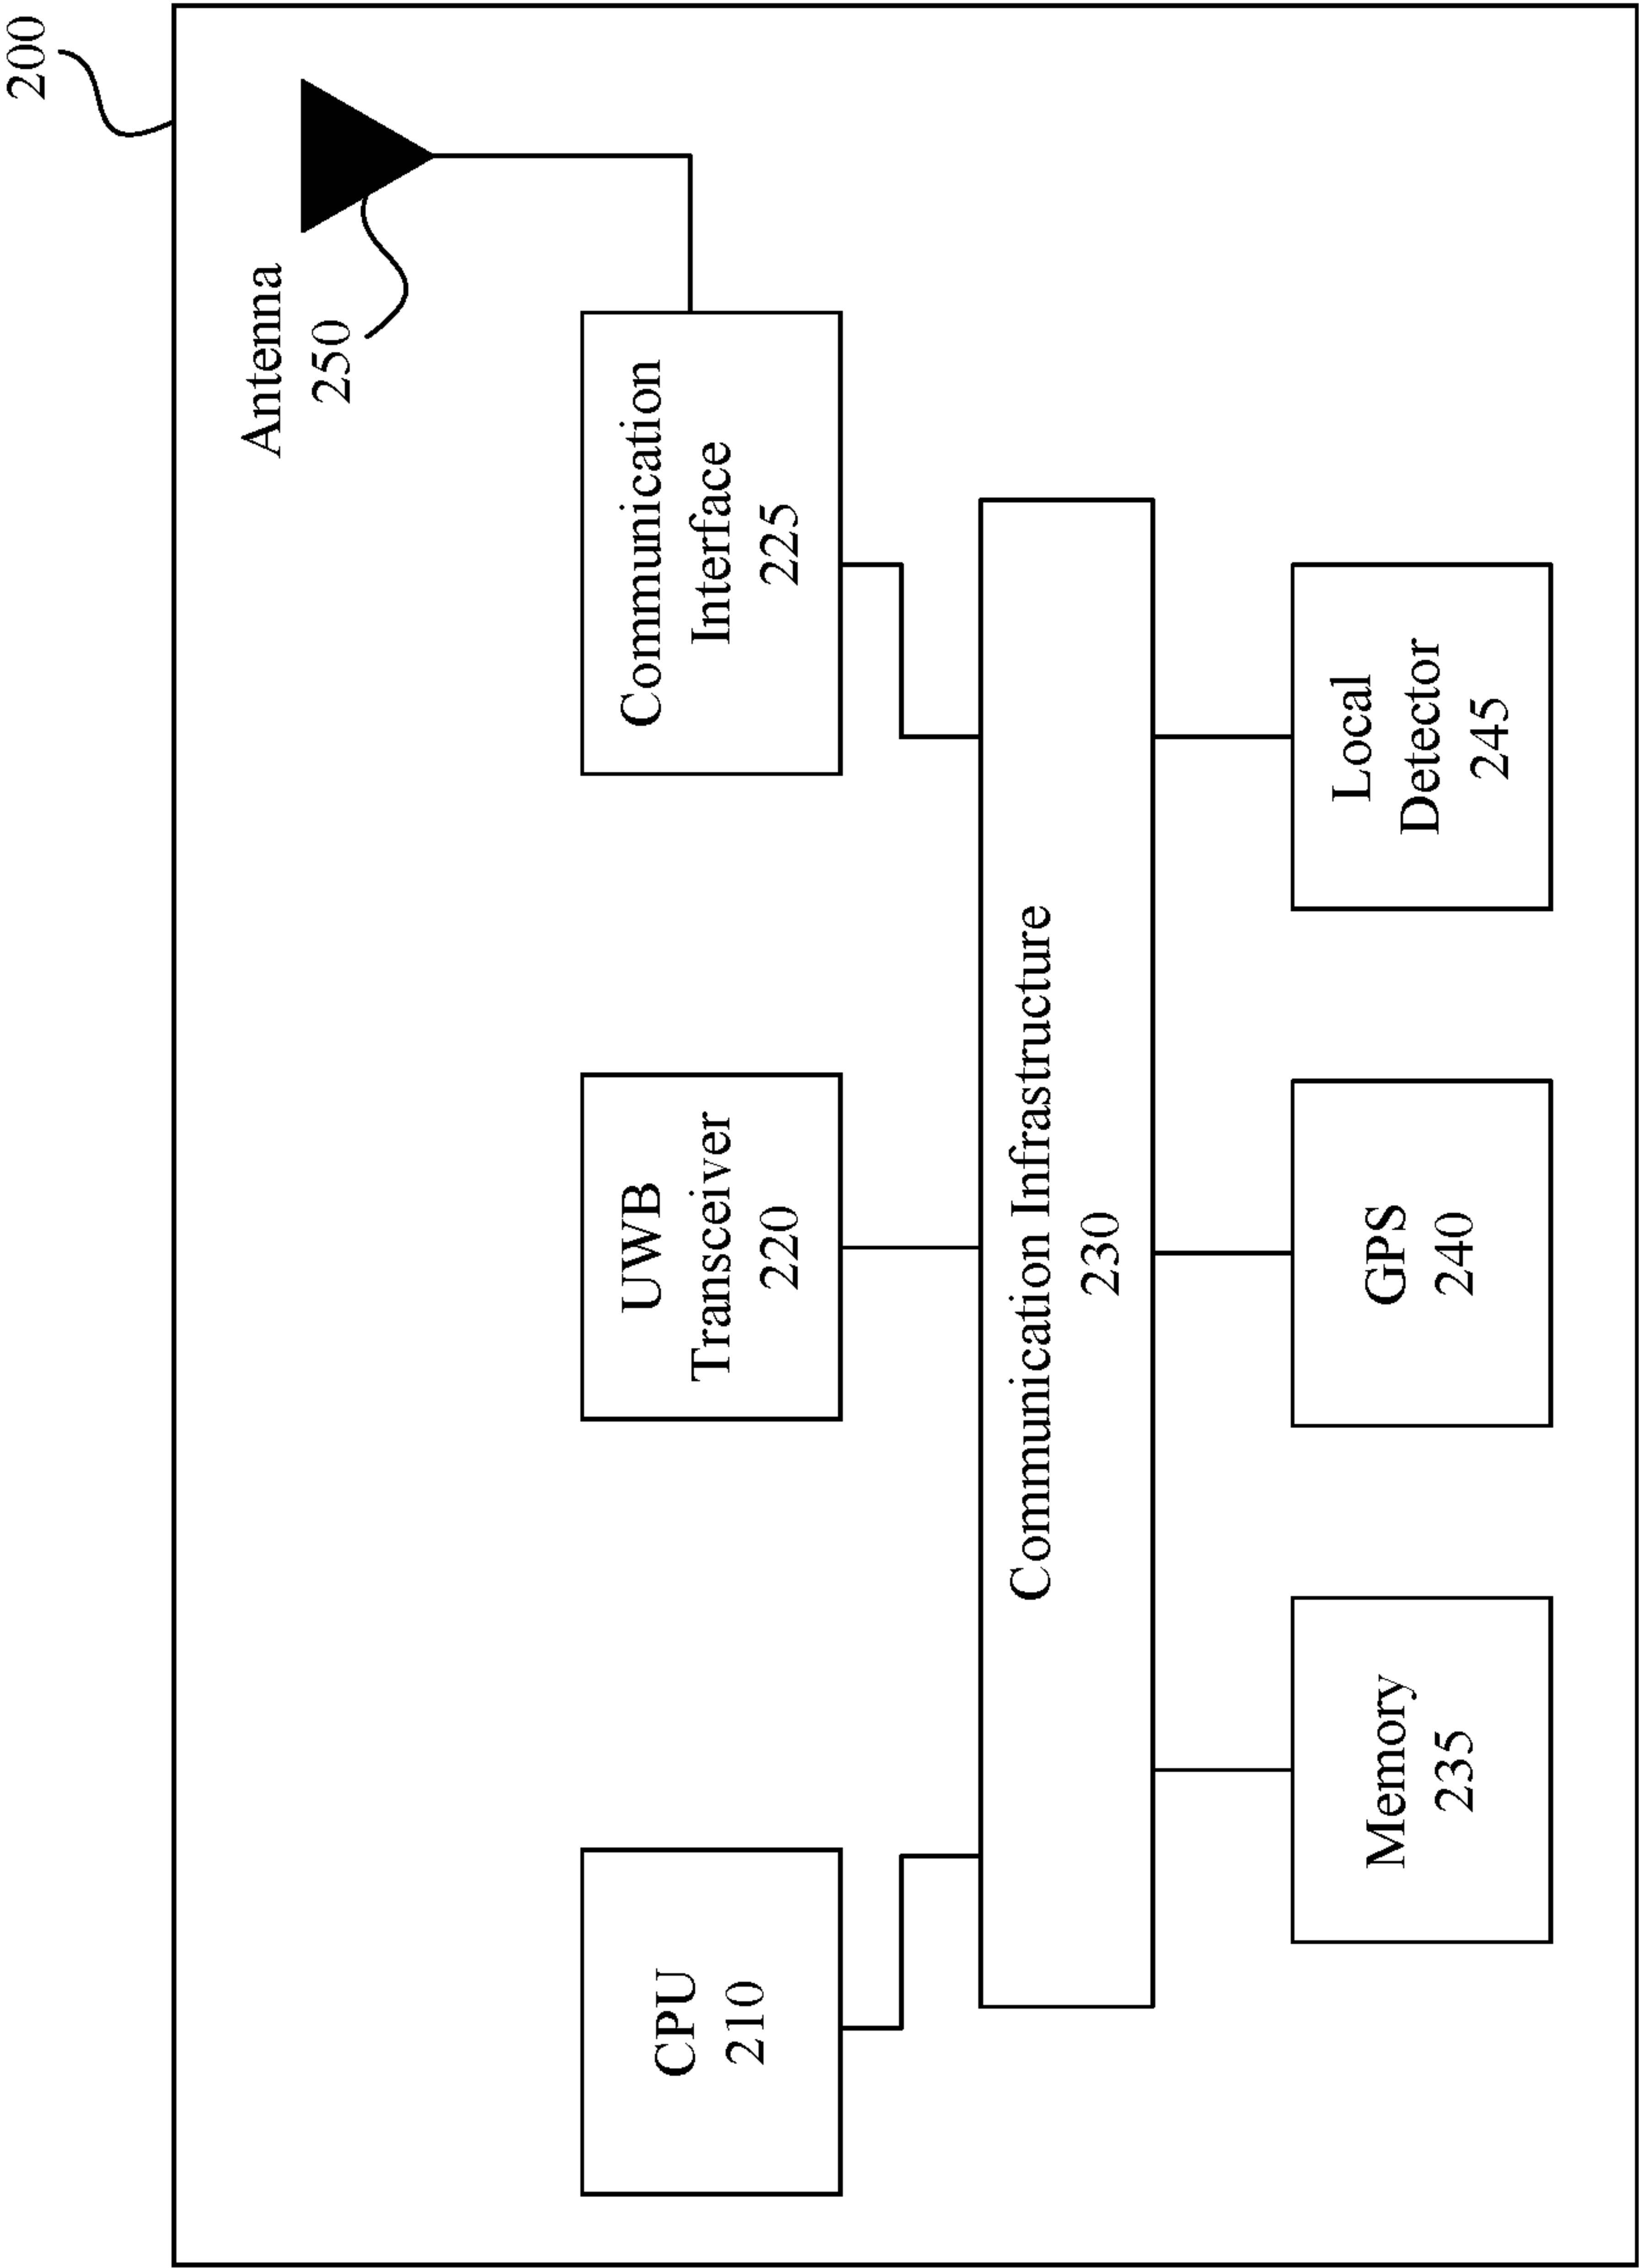 200
Antenna
250
CPU
210
UWB
Transceiver
220
Communication
Interface
225
Communication Infrastructure
230
Memory
235
GPS
240
Local
Detector
245